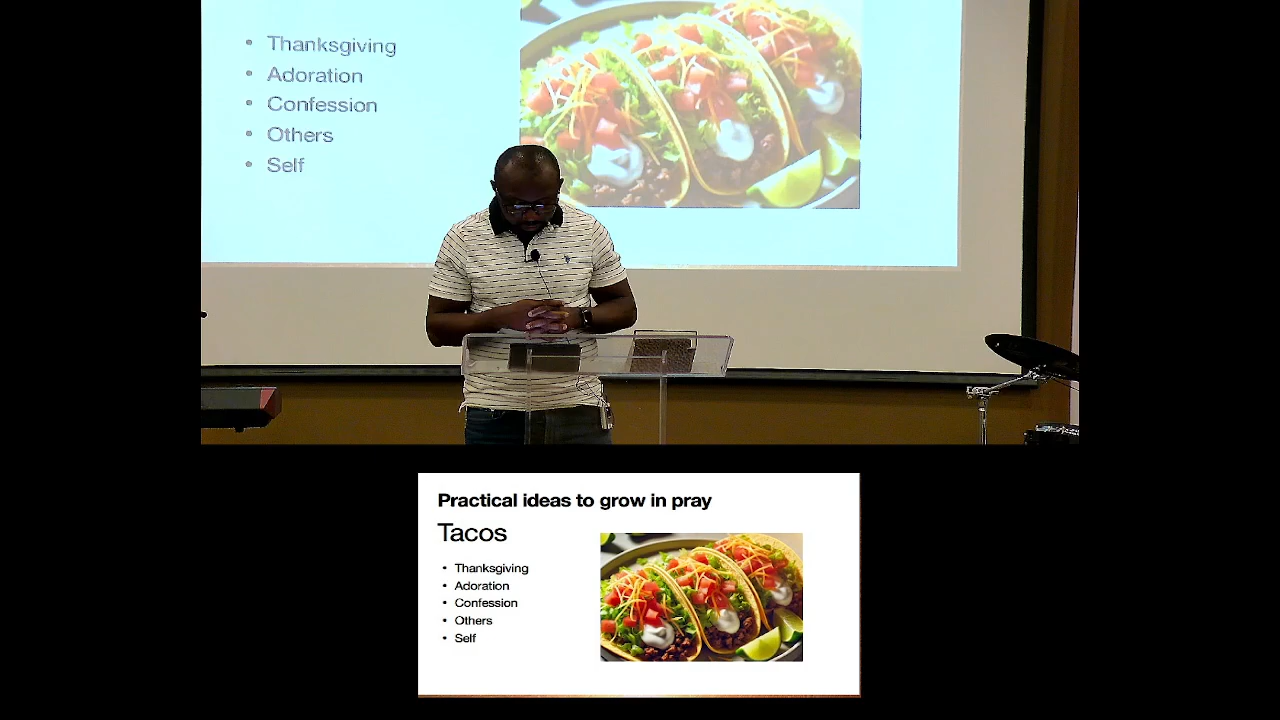 Thanksgiving
Adoration
Confession
Others
Self
Practical ideas to grow in pray
Tacos
Thanksgiving
Adoration
Confession
Others
Self